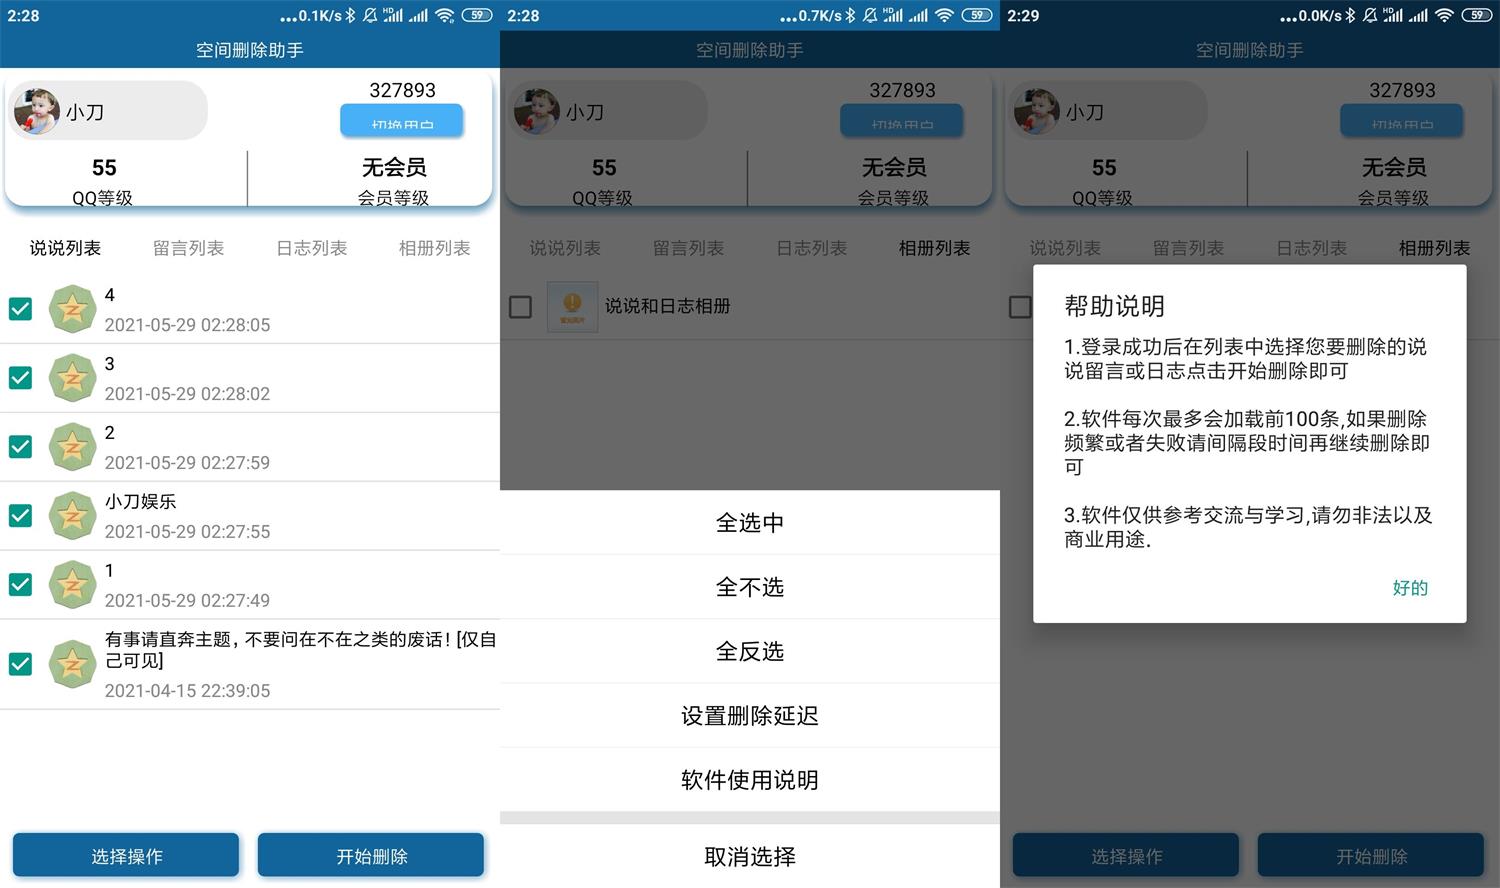 2:28
...0.1K/s
HD
59
空间删除助手
小刀
327893
切换用户
55
QQ等级
无会员
会员等级
说说列表
留言列表
日志列表
相册列表
4
2021-05-29 02:28:05
3
2021-05-29 02:28:02
2
2021-05-29 02:27:59
小刀娱乐
2021-05-29 02:27:55
1
2021-05-29 02:27:49
有事请直奔主题，不要问在不在之类的废话！[仅自
己可见]
2021-04-15 22:39:05
选择操作
开始删除
2:28
...0.7K/s
HD
59
空间删除助手
小刀
327893
切换用户
55
QQ等级
无会员
会员等级
说说列表
留言列表
日志列表
相册列表
说说和日志相册
全选中
全不选
全反选
设置删除延迟
软件使用说明
取消选择
2:29
...0.0K/s
HD
59
空间删除助手
小刀
327893
切换用户
55
QQ等级
无会员
会员等级
说说列表
留言列表
日志列表
相册列表
帮助说明
1.登录成功后在列表中选择您要删除的说
说留言或日志点击开始删除即可
2.软件每次最多会加载前100条,如果删除
频繁或者失败请间隔段时间再继续删除即
可
3.软件仅供参考交流与学习,请勿非法以及
商业用途.
好的
选择操作
开始删除